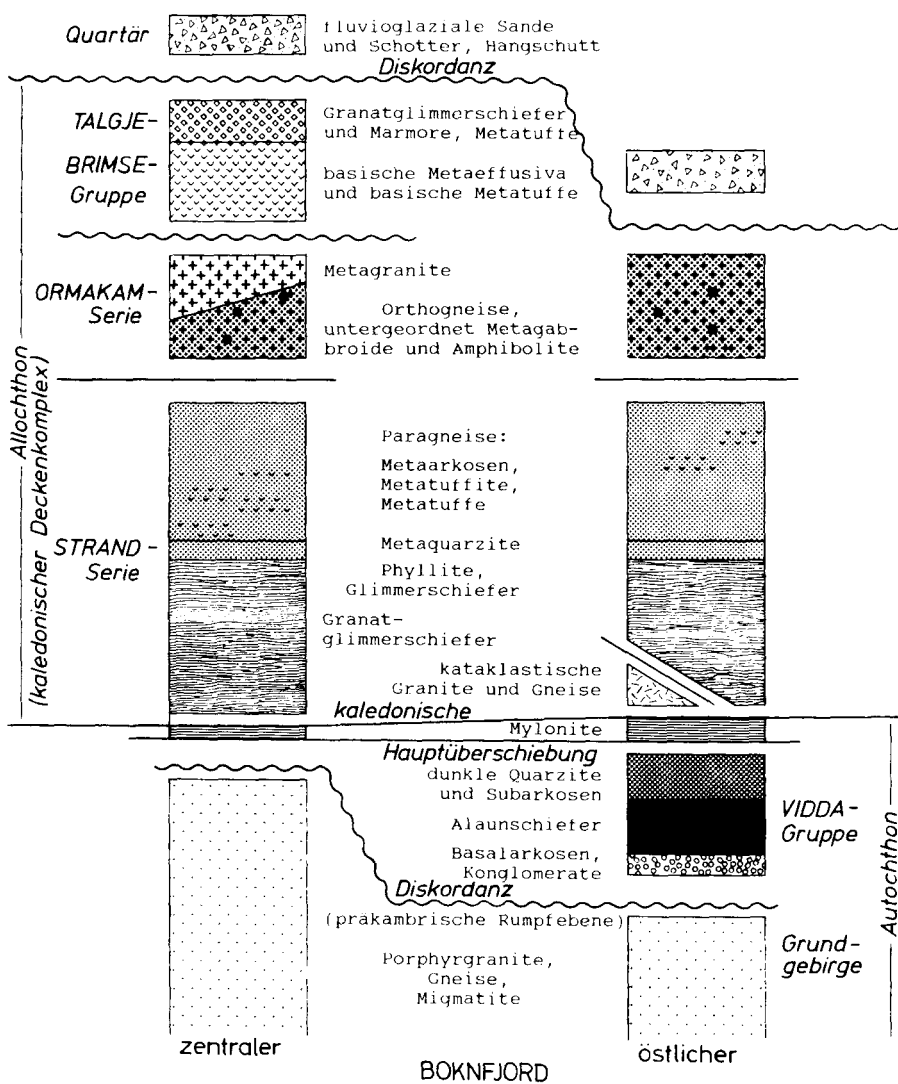 Quartär
fluvioglaziale Sande
und Schotter, Hangschutt
Diskordanz
TALGJE-
Granatglimmerschiefer
und Marmore, Metatuffe
BRIMSE-
Gruppe
basische Metaeffusiva
und basische Metatuffe
ORMAKAM-
Serie
Metagranite
Orthogneise,
untergeordnet Metagab-
broide und Amphibolite
Allochthon
(kaledonischer Deckenkomplex)
STRAND-
Serie
Paragneise:
Metaarkosen,
Metatuffite,
Metatuffe
Metaquarzite
Phyllite,
Glimmerschiefer
Granat-
glimmerschiefer
kataklastische
Granite und Gneise
kaledonische
Mylonite
Hauptüberschiebung
dunkle Quarzite
und Subarkosen
Alaunschiefer
Basalarkosen,
Konglomerate
VIDDA-
Gruppe
Autochthon
Diskordanz
(präkambrische Rumpfebene)
Porphyrgranite,
Gneise,
Migmatite
Grund-
gebirge
zentraler
östlicher
BOKNFJORD